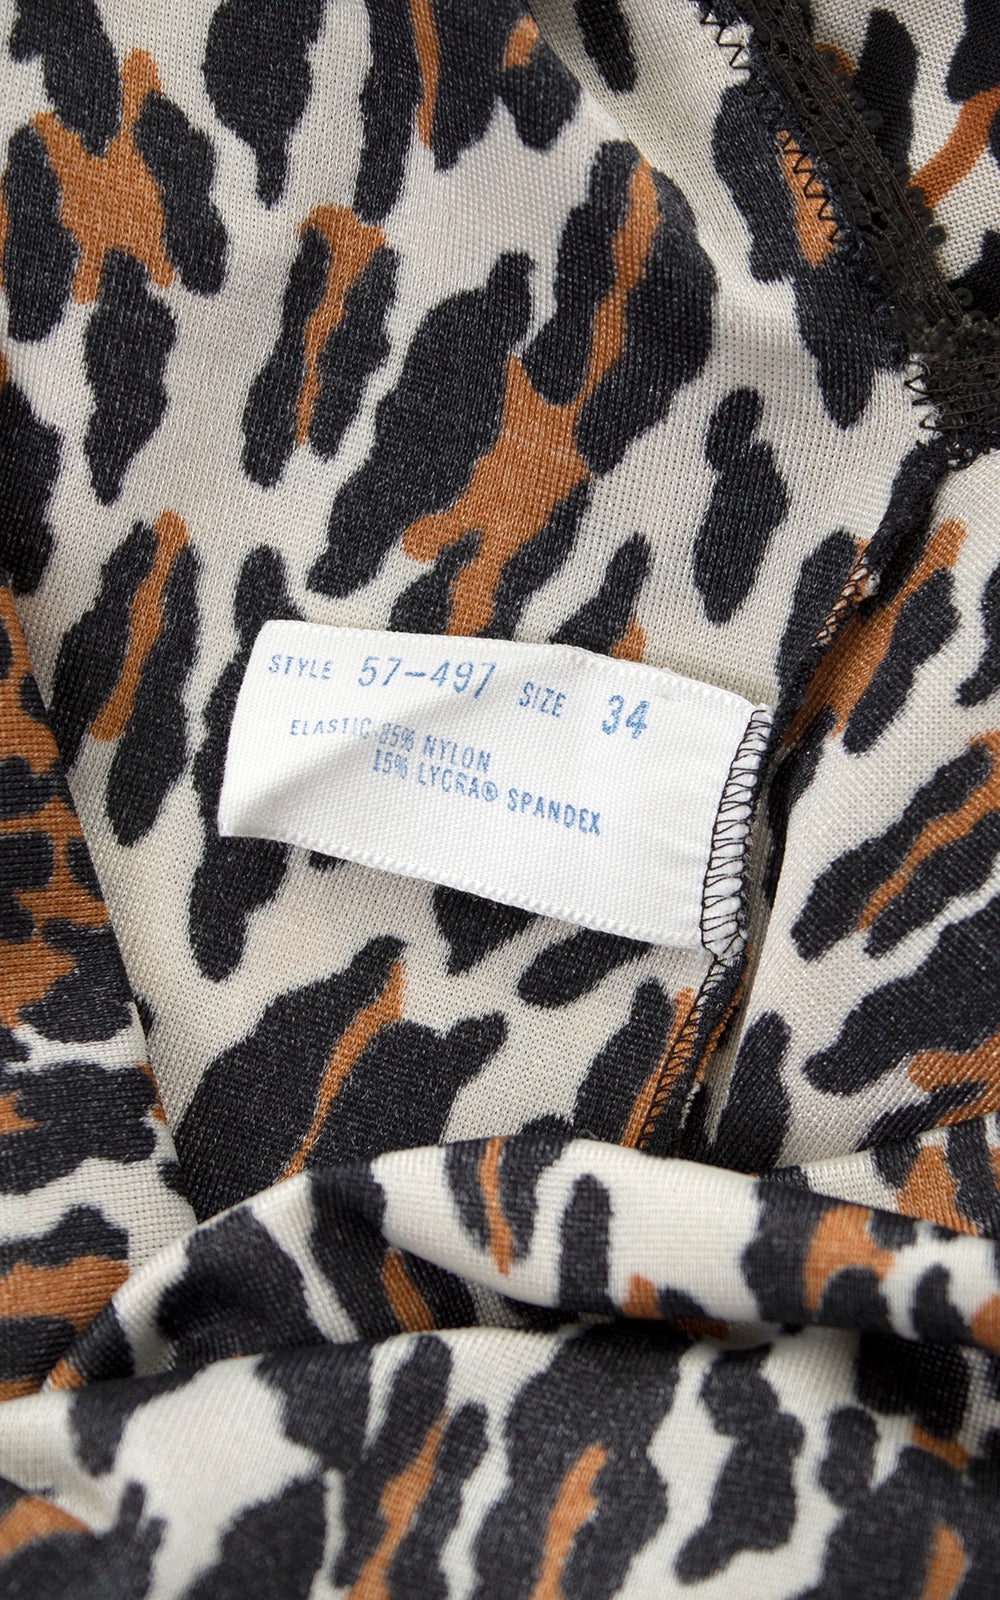 STYLE 57-497 SIZE 34
ELASTIC: 85% NYLON
15% LYCRA® SPANDEX